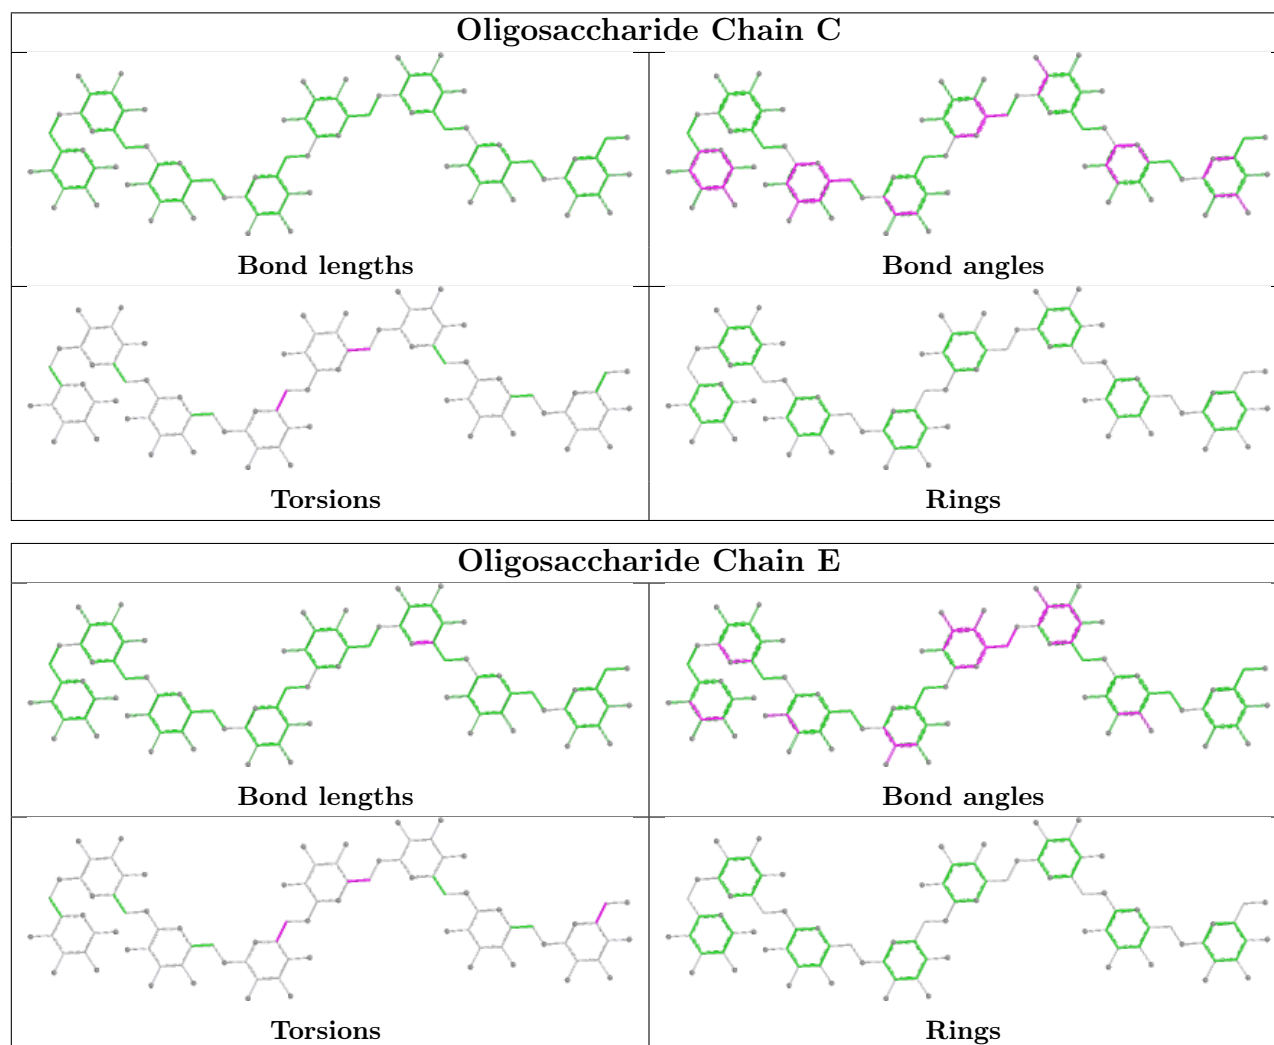 Oligosaccharide Chain C
Bond lengths
Bond angles
Torsions
Rings
Oligosaccharide Chain E
Bond lengths
Bond angles
Torsions
Rings